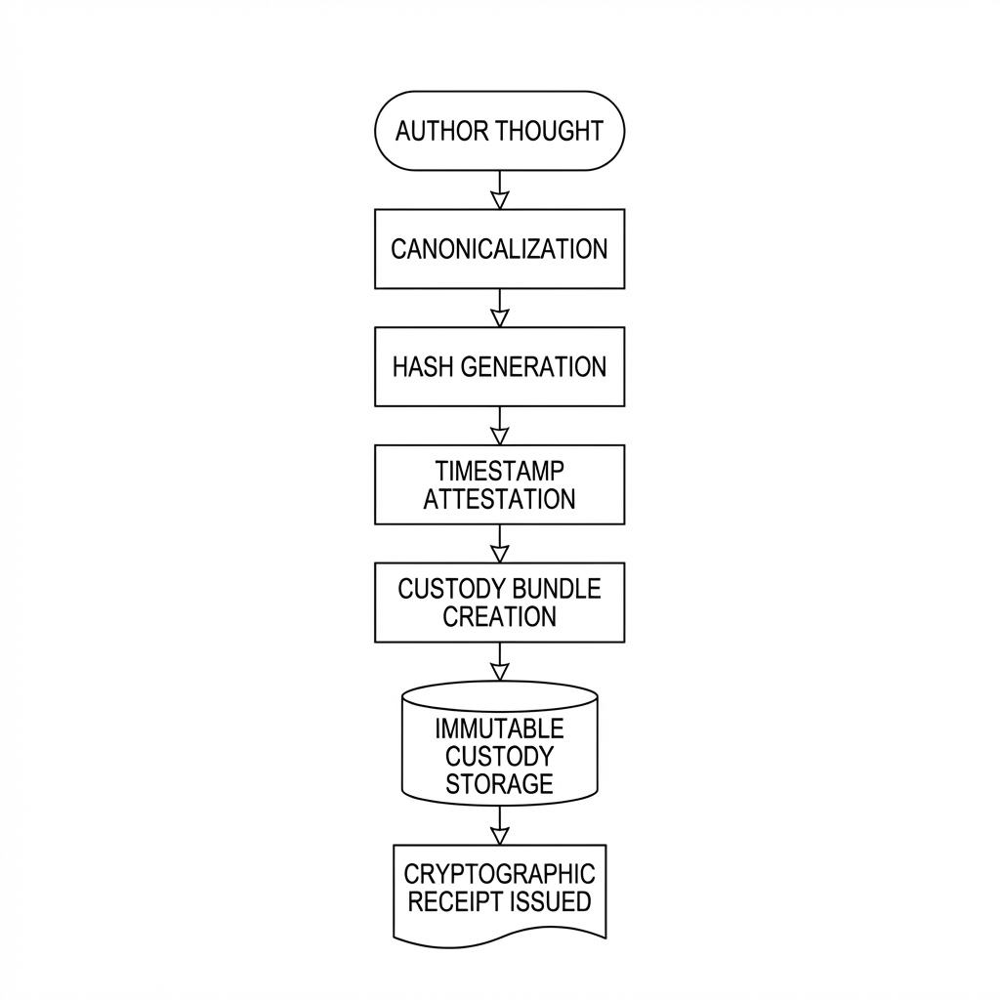 AUTHOR THOUGHT
CANONICALIZATION
HASH GENERATION
TIMESTAMP
ATTESTATION
CUSTODY BUNDLE
CREATION
IMMUTABLE
CUSTODY
STORAGE
CRYPTOGRAPHIC
RECEIPT ISSUED